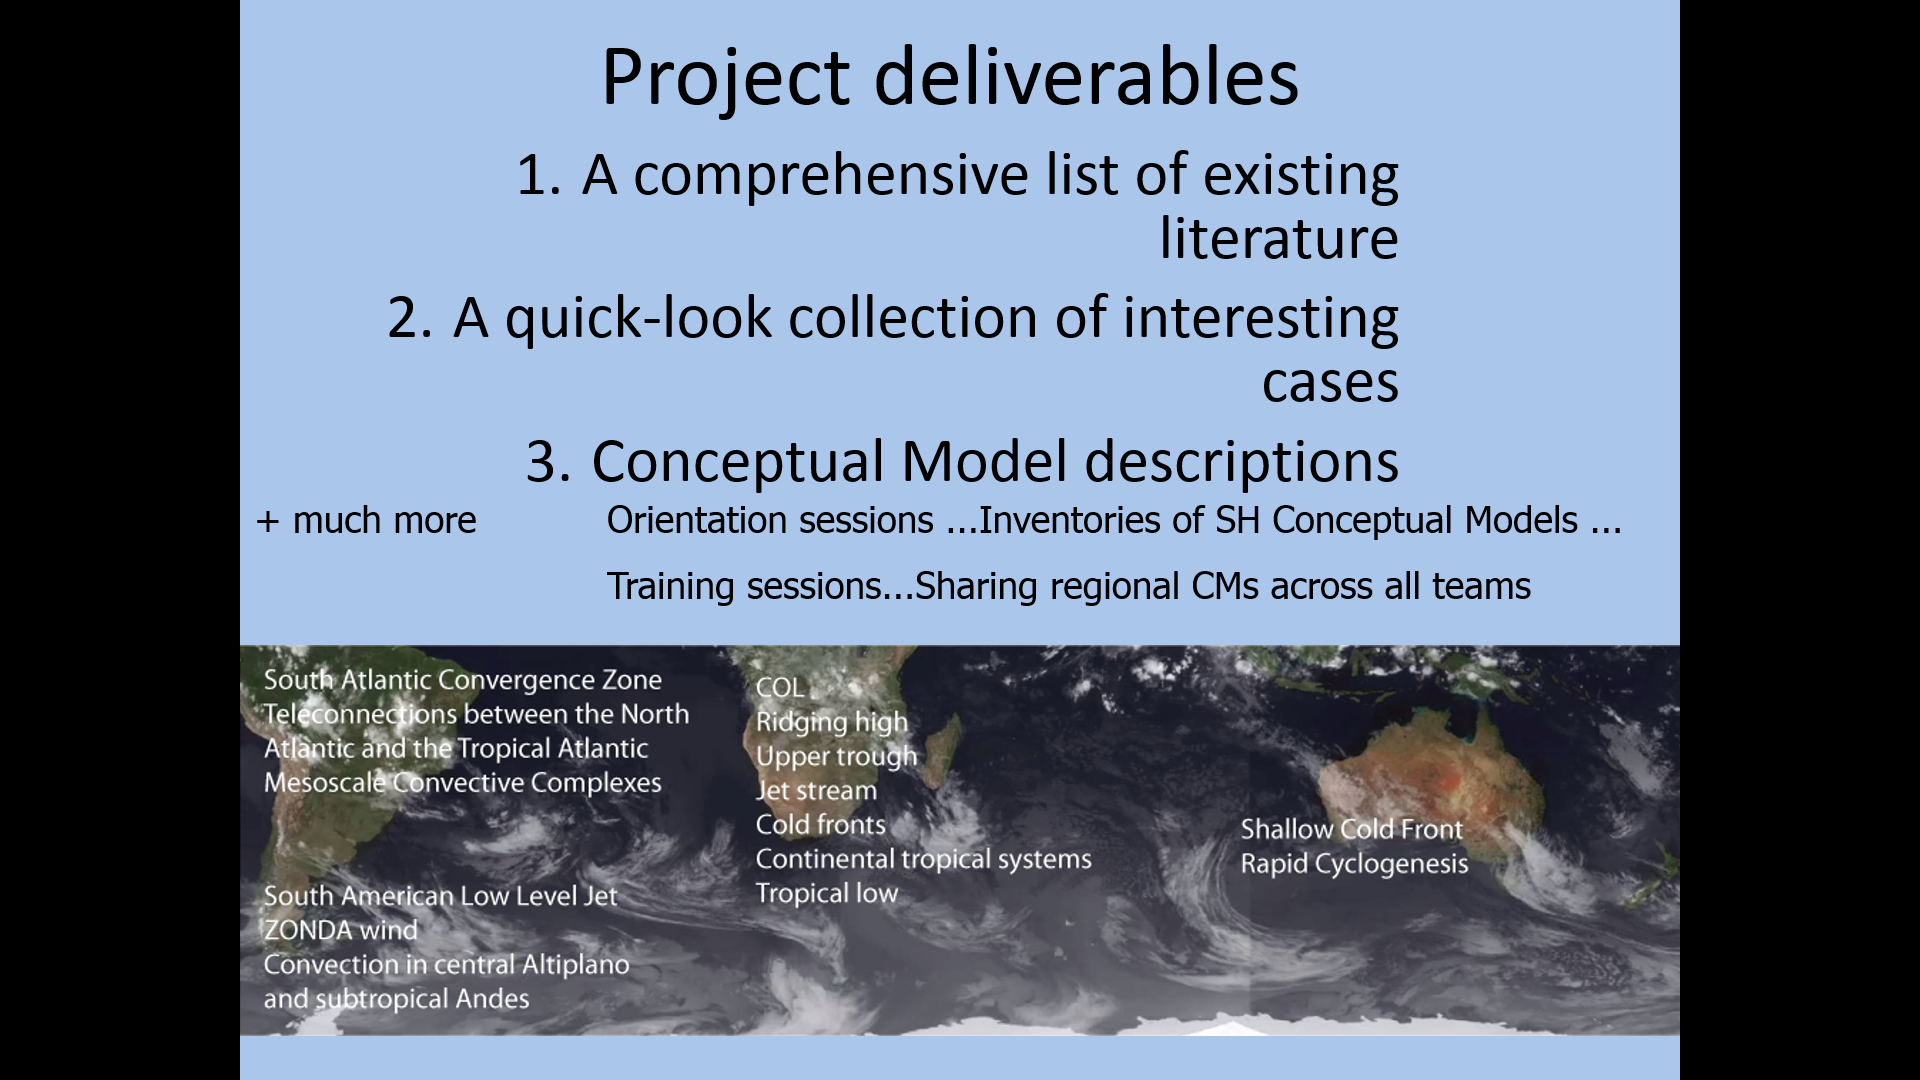 Project deliverables
1. A comprehensive list of existing
literature
2. A quick-look collection of interesting
cases
3. Conceptual Model descriptions
+ much more
Orientation sessions ...Inventories of SH Conceptual Models ...
Training sessions...Sharing regional CMs across all teams
South Atlantic Convergence Zone
Teleconnections between the North
Atlantic and the Tropical Atlantic
Mesoscale Convective Complexes
South American Low Level Jet
ZONDA wind
Convection in central Altiplano
and subtropical Andes
COL
Ridging high
Upper trough
Jet stream
Cold fronts
Continental tropical systems
Tropical low
Shallow Cold Front
Rapid Cyclogenesis